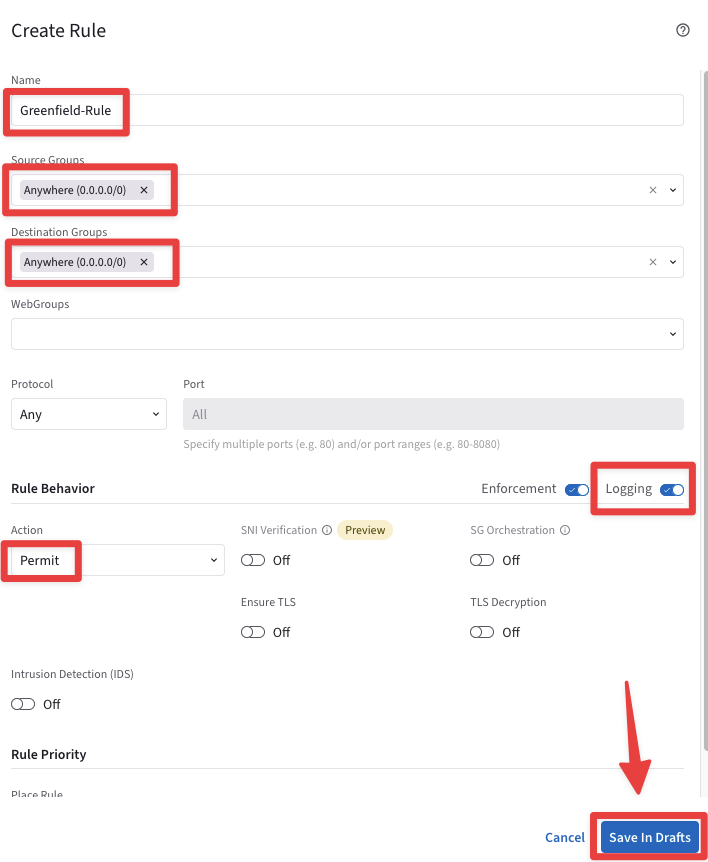 Create Rule
Name
Greenfield-Rule
Source Groups
Anywhere (0.0.0.0/0)
Destination Groups
Anywhere (0.0.0.0/0)
WebGroups
Protocol Port
Any All
Specify multiple ports (e.g. 80) and/or port ranges (e.g. 80-8080)
Rule Behavior Enforcement Logging
Action SNI Verification Preview SG Orchestration
Permit Off Off
Ensure TLS TLS Decryption
Off Off
Intrusion Detection (IDS)
Off
Rule Priority
Place Rule
Cancel Save In Drafts